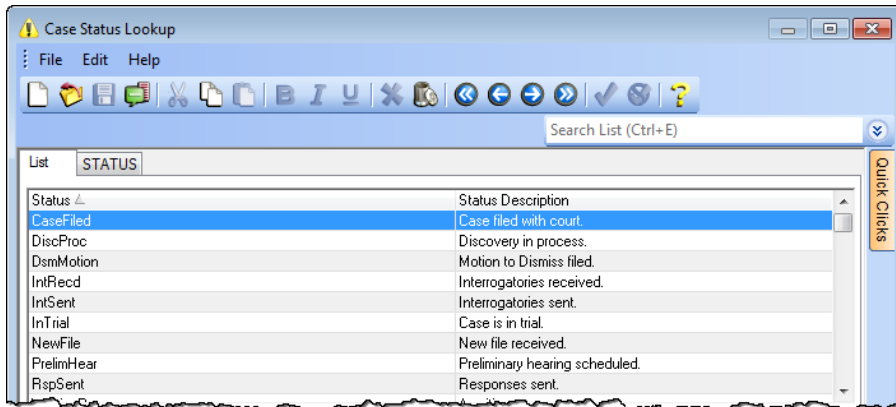 Case Status Lookup
File Edit Help
B I U
Search List (Ctrl+E)
List STATUS
Quick Clicks
Status Status Description
CaseFiled Case filed with court.
DiscProc Discovery in process.
DsmMotion Motion to Dismiss filed.
IntRecd Interrogatories received.
IntSent Interrogatories sent.
InTrial Case is in trial.
NewFile New file received.
PrelimHear Preliminary hearing scheduled.
RspSent Responses sent.